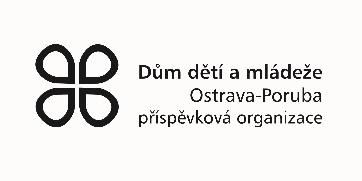 Dům dětí a mládeže
Ostrava-Poruba
příspěvková organizace